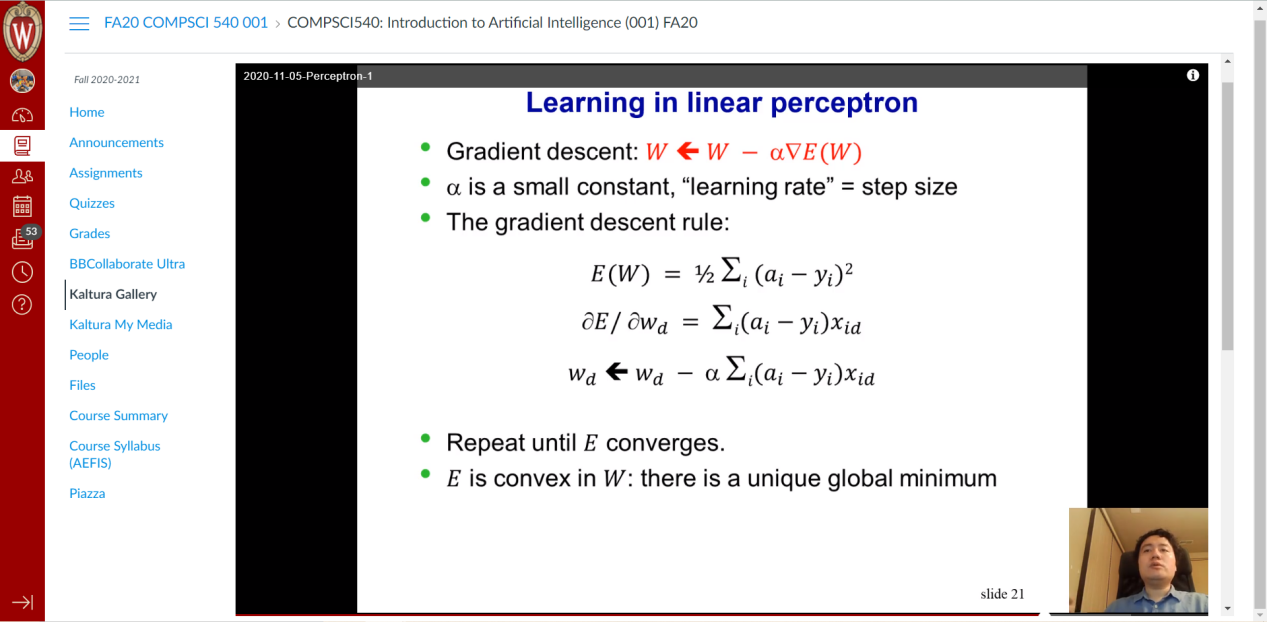 W
FA20 COMPSCI 540 001 › COMPSCI540: Introduction to Artificial Intelligence (001) FA20
Fall 2020-2021
Home
Announcements
Assignments
Quizzes
Grades
BBCollaborate Ultra
Kaltura Gallery
Kaltura My Media
People
Files
Course Summary
Course Syllabus
(AEFIS)
Piazza
53
?
2020-11-05-Perceptron-1
Learning in linear perceptron
• Gradient descent: W ← W − α∇E(W)
• α is a small constant, “learning rate” = step size
• The gradient descent rule:
E(W) = ½ ∑ᵢ (aᵢ − yᵢ)²
∂E/ ∂w_d = ∑ᵢ(aᵢ − yᵢ)x_id
w_d ← w_d − α ∑ᵢ(aᵢ − yᵢ)x_id
• Repeat until E converges.
• E is convex in W: there is a unique global minimum
slide 21